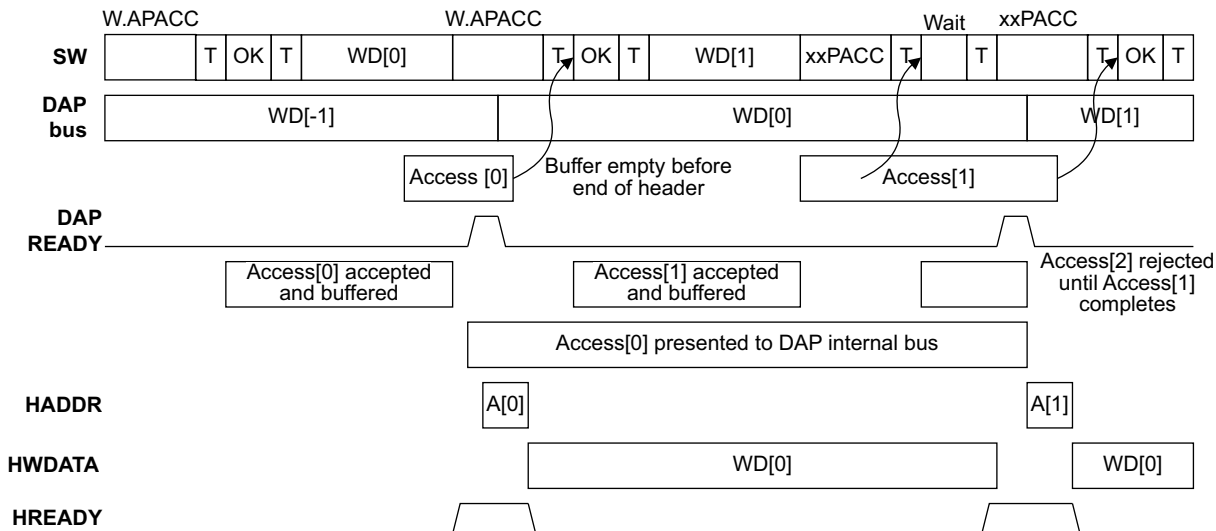 W.APACC W.APACC Wait xxPACC
SW T OK T WD[0] T OK T WD[1] xxPACC T T T OK T
DAP
bus
WD[-1] WD[0] WD[1]
Access [0]
Buffer empty before
end of header
Access[1]
DAP
READY
Access[0] accepted
and buffered
Access[1] accepted
and buffered
Access[2] rejected
until Access[1]
completes
Access[0] presented to DAP internal bus
HADDR A[0] A[1]
HWDATA WD[0] WD[0]
HREADY